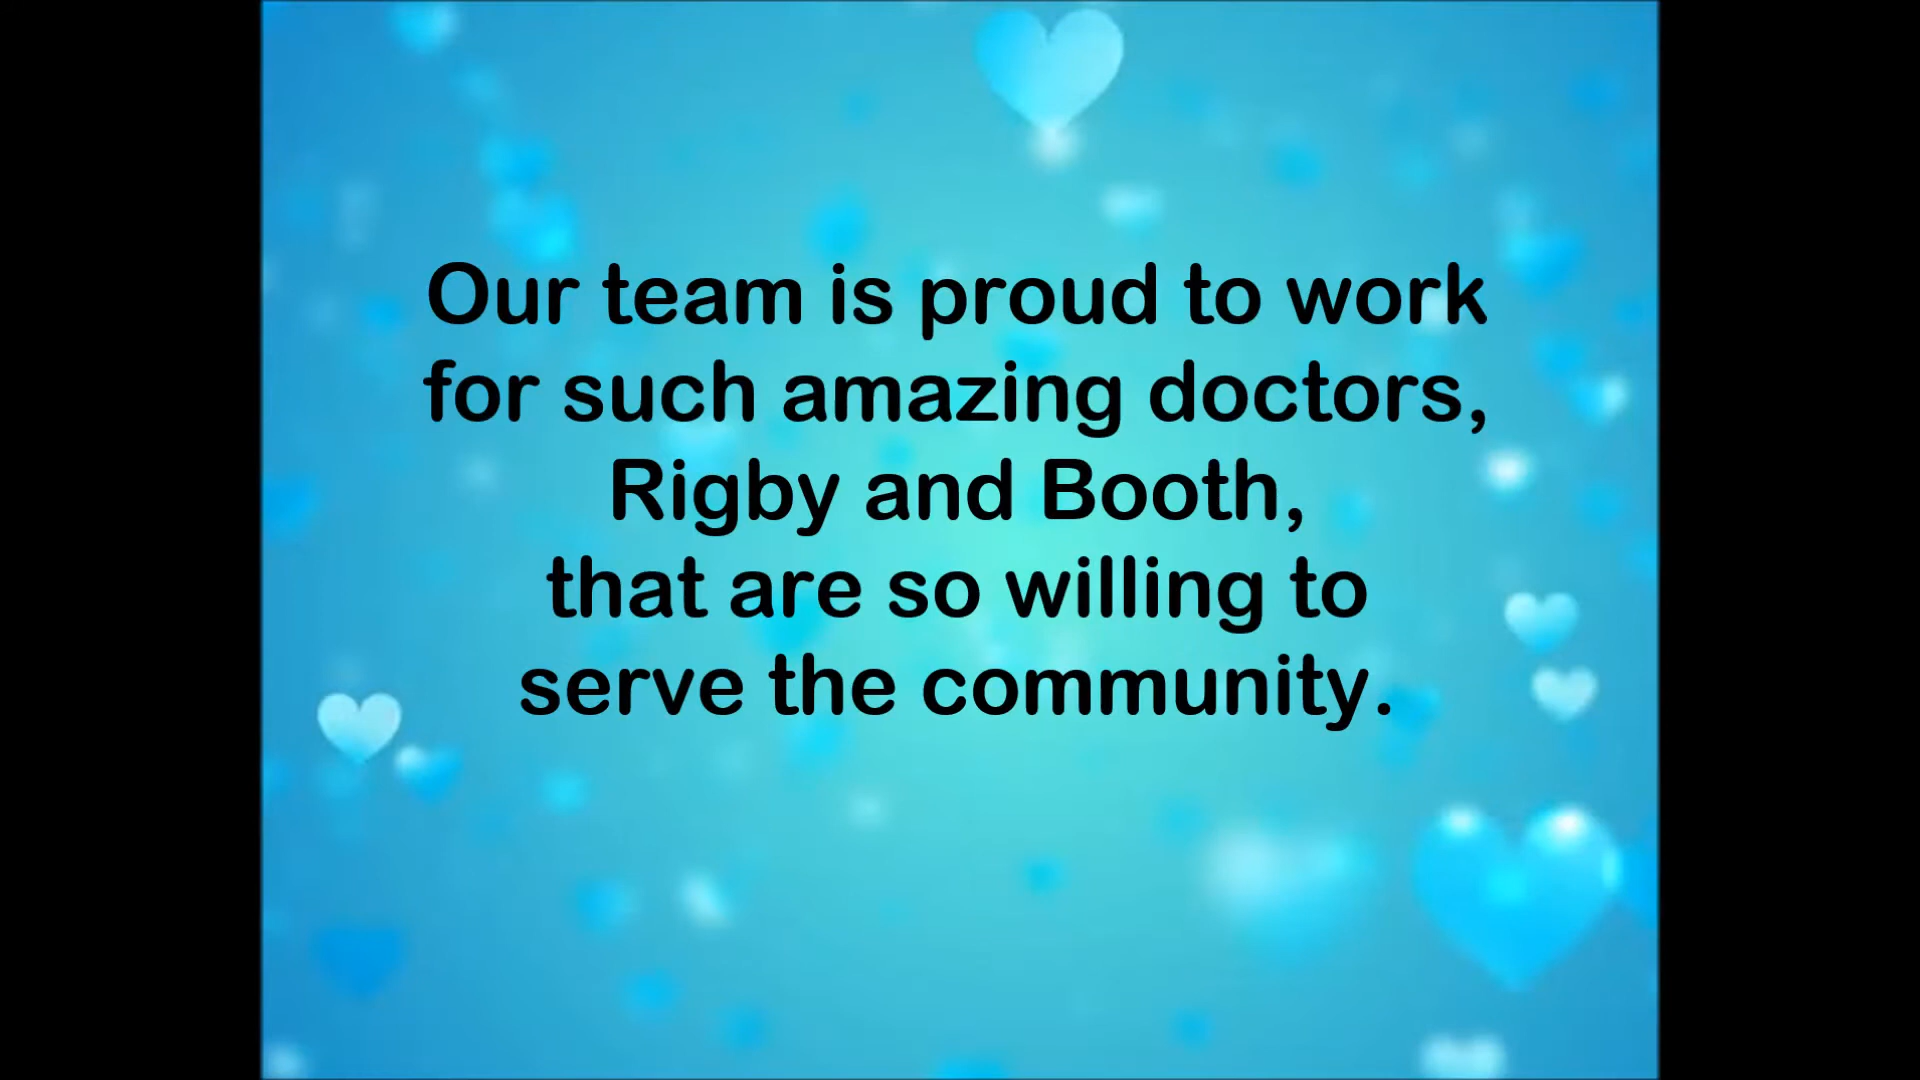 Our team is proud to work
for such amazing doctors,
Rigby and Booth,
that are so willing to
serve the community.